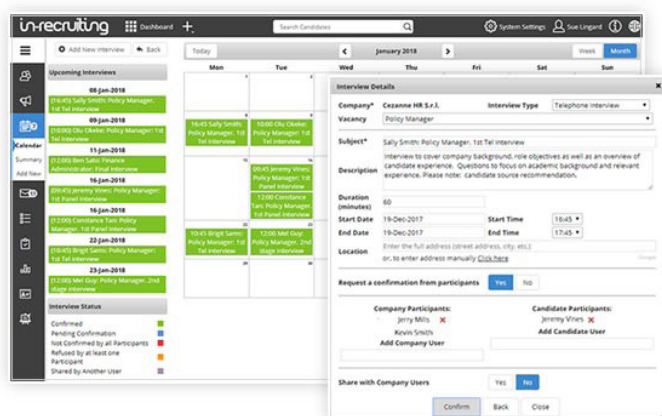 in-recruiting
Dashboard
Search Candidates
System Settings
Sue Lingard
Add New Interview
Back
Today
January 2018
Week
Month
Upcoming Interviews
08-Jan-2018
(16:45) Sally Smith: Policy Manager.
1st Tel Interview
09-Jan-2018
(10:00) Olu Okeke: Policy Manager: 1st
Tel Interview
11-Jan-2018
(12:00) Ben Sabi: Finance
Administrator: Final Interview
16-Jan-2018
(09:45) Jeremy Vines: Policy Manager:
1st Panel Interview
16-Jan-2018
(12:00) Constance Tan: Policy
Manager. 1st Panel Interview
22-Jan-2018
(10:45) Brigit Sams: Policy Manager:
1st Tel Interview
23-Jan-2018
(12:00) Mel Guy: Policy Manager. 2nd
stage interview
Interview Status
Confirmed
Pending Confirmation
Not Confirmed by all Participants
Refused by at least one
Participant
Shared by Another User
Calendar
Summary
Add New
Mon
Tue
Wed
Thu
Fri
Sat
Sun
16:45 Sally Smith:
Policy Manager.
1st Tel Interview
10:00 Olu Okeke:
Policy Manager: 1st
Tel Interview
09:45 Jeremy Vines:
Policy Manager: 1st
Panel Interview
12:00 Constance
Tan: Policy Manager.
1st Panel Interview
10:45 Brigit Sams:
Policy Manager: 1st
Tel Interview
12:00 Mel Guy:
Policy Manager. 2nd
stage interview
Interview Details
Company* Cezanne HR S.r.l. Interview Type Telephone Interview
Vacancy Policy Manager
Subject* Sally Smith: Policy Manager. 1st Tel Interview
Description Interview to cover company background, role objectives as well as an overview of
candidate experience. Questions to focus on academic background and relevant
experience. Please note: candidate source recommendation.
Duration
(minutes) 60
Start Date 19-Dec-2017 Start Time 16:45
End Date 19-Dec-2017 End Time 17:45
Location Enter the full address (street address, city, etc.)
or, to enter address manually Click here
Request a confirmation from participants Yes No
Company Participants: Candidate Participants:
Jerry Mills Jeremy Vines
Kevin Smith Add Candidate User
Add Company User
Share with Company Users Yes No
Confirm Back Close